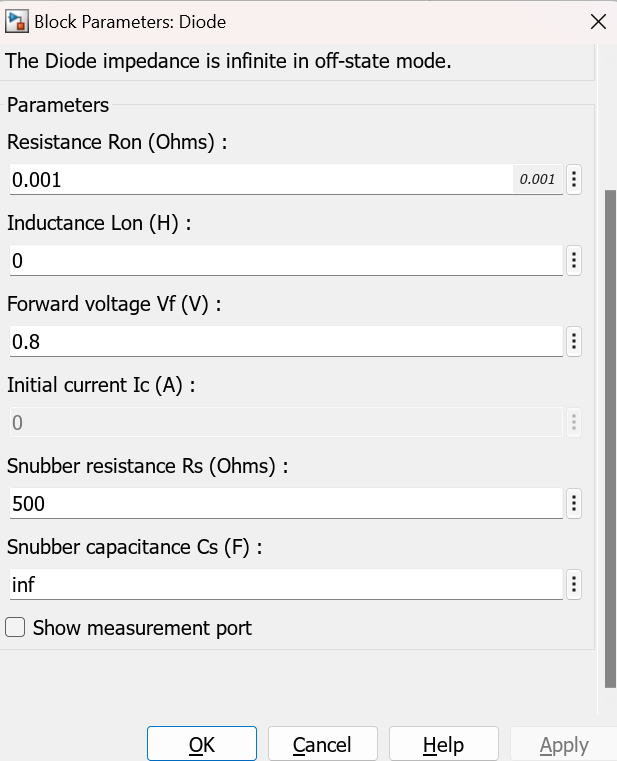 Block Parameters: Diode
The Diode impedance is infinite in off-state mode.
Parameters
Resistance Ron (Ohms) :
0.001 0.001
Inductance Lon (H) :
0
Forward voltage Vf (V) :
0.8
Initial current Ic (A) :
0
Snubber resistance Rs (Ohms) :
500
Snubber capacitance Cs (F) :
inf
Show measurement port
OK Cancel Help Apply